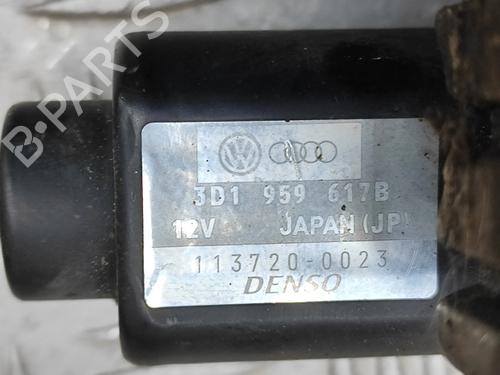 B-PARTS
3D1 959 617B
12V JAPAN (JP)
113720-0023
DENSO